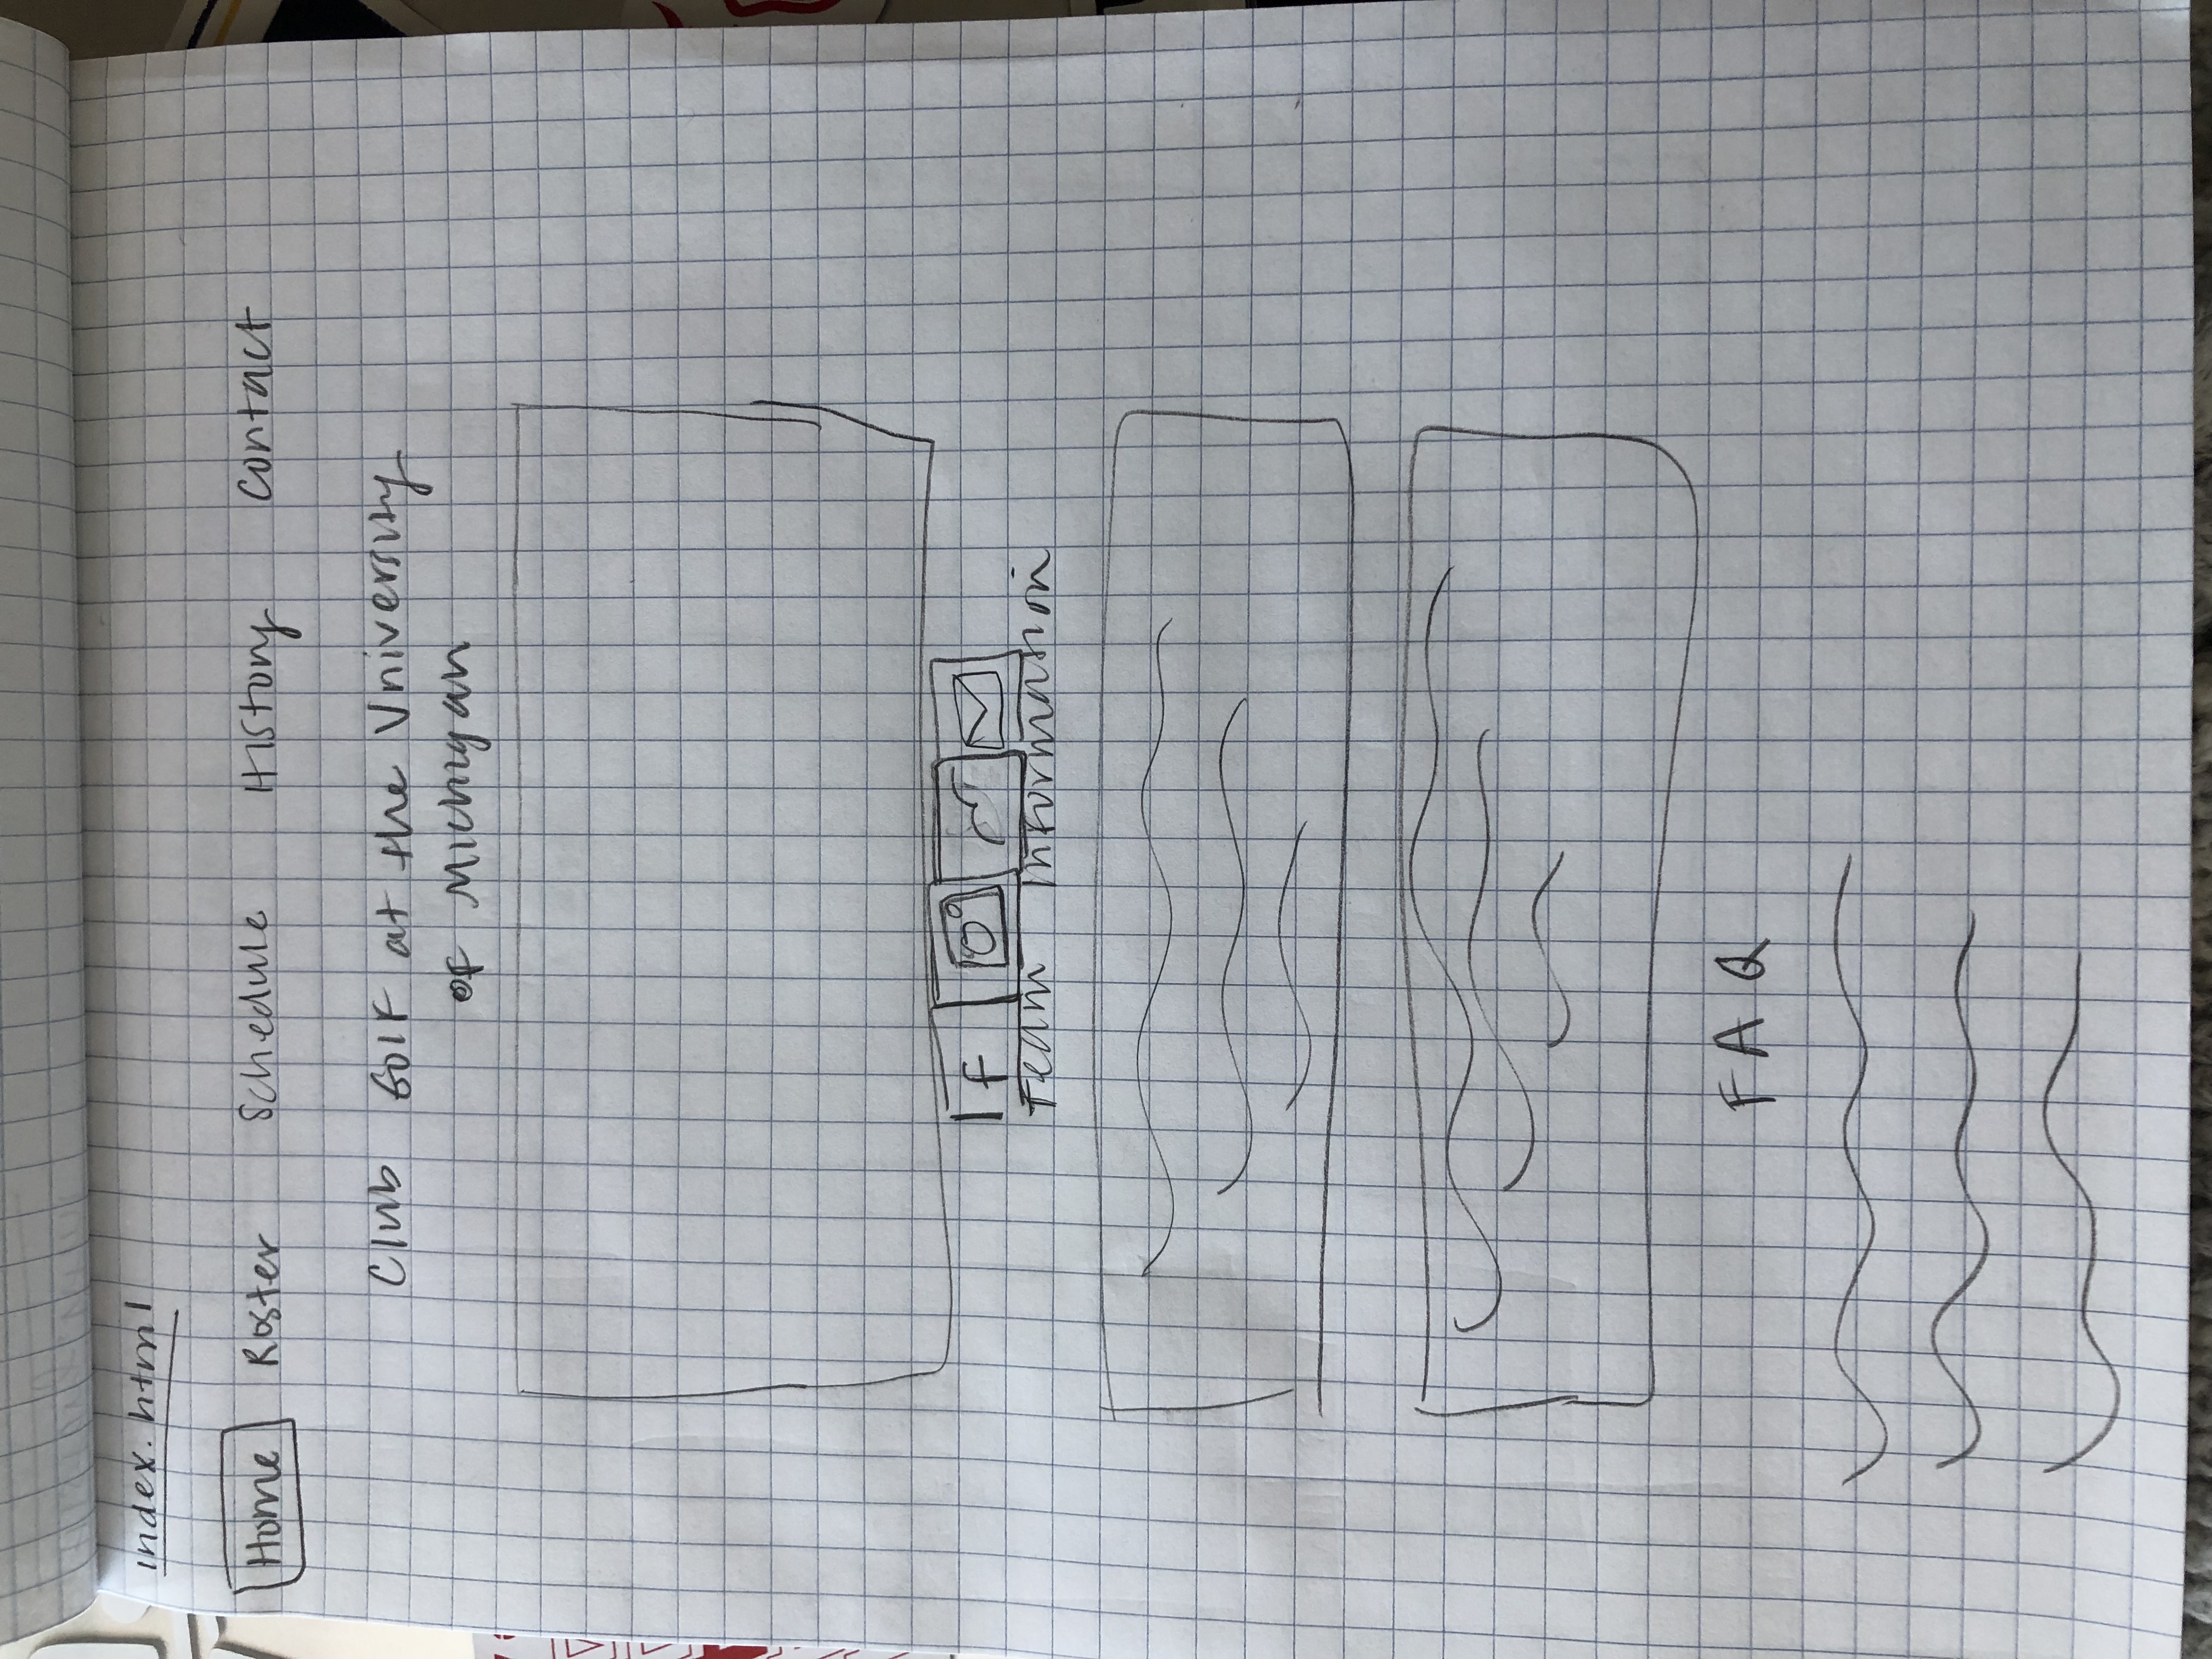 index.html
Home Roster Schedule History Contact
Club Golf at the University
of Michigan
f
Team Information
FAQ